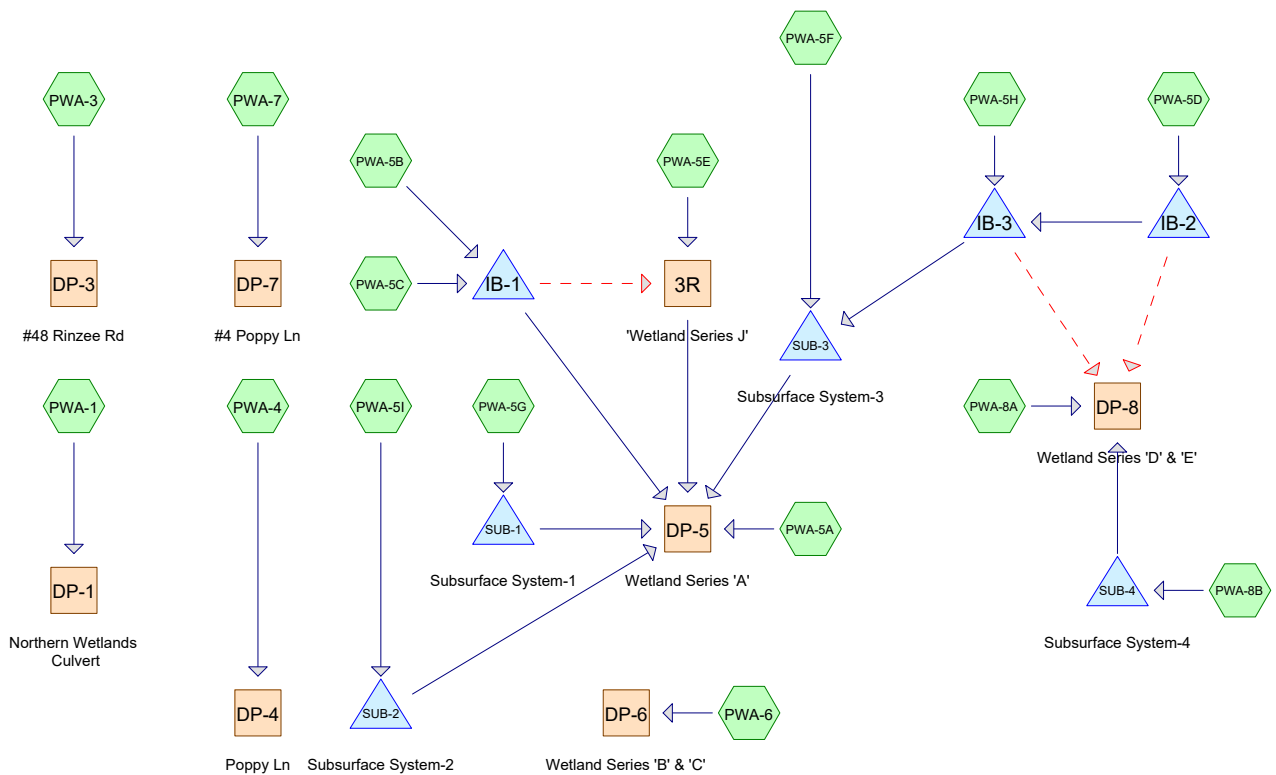 PWA-5F
PWA-3
PWA-7
PWA-5H
PWA-5D
PWA-5B
PWA-5E
IB-3
IB-2
DP-3
DP-7
PWA-5C
IB-1
3R
#48 Rinzee Rd
#4 Poppy Ln
'Wetland Series J'
SUB-3
Subsurface System-3
PWA-1
PWA-4
PWA-5I
PWA-5G
PWA-8A
DP-8
Wetland Series 'D' & 'E'
SUB-1
DP-5
PWA-5A
Subsurface System-1
Wetland Series 'A'
DP-1
SUB-4
PWA-8B
Northern Wetlands
Culvert
Subsurface System-4
DP-4
SUB-2
DP-6
PWA-6
Poppy Ln
Subsurface System-2
Wetland Series 'B' & 'C'